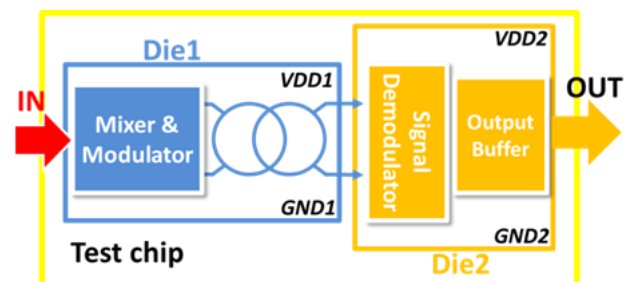 Die1
VDD2
IN
VDD1
OUT
Mixer &
Modulator
Signal
Demodulator
Output
Buffer
GND1
GND2
Test chip
Die2